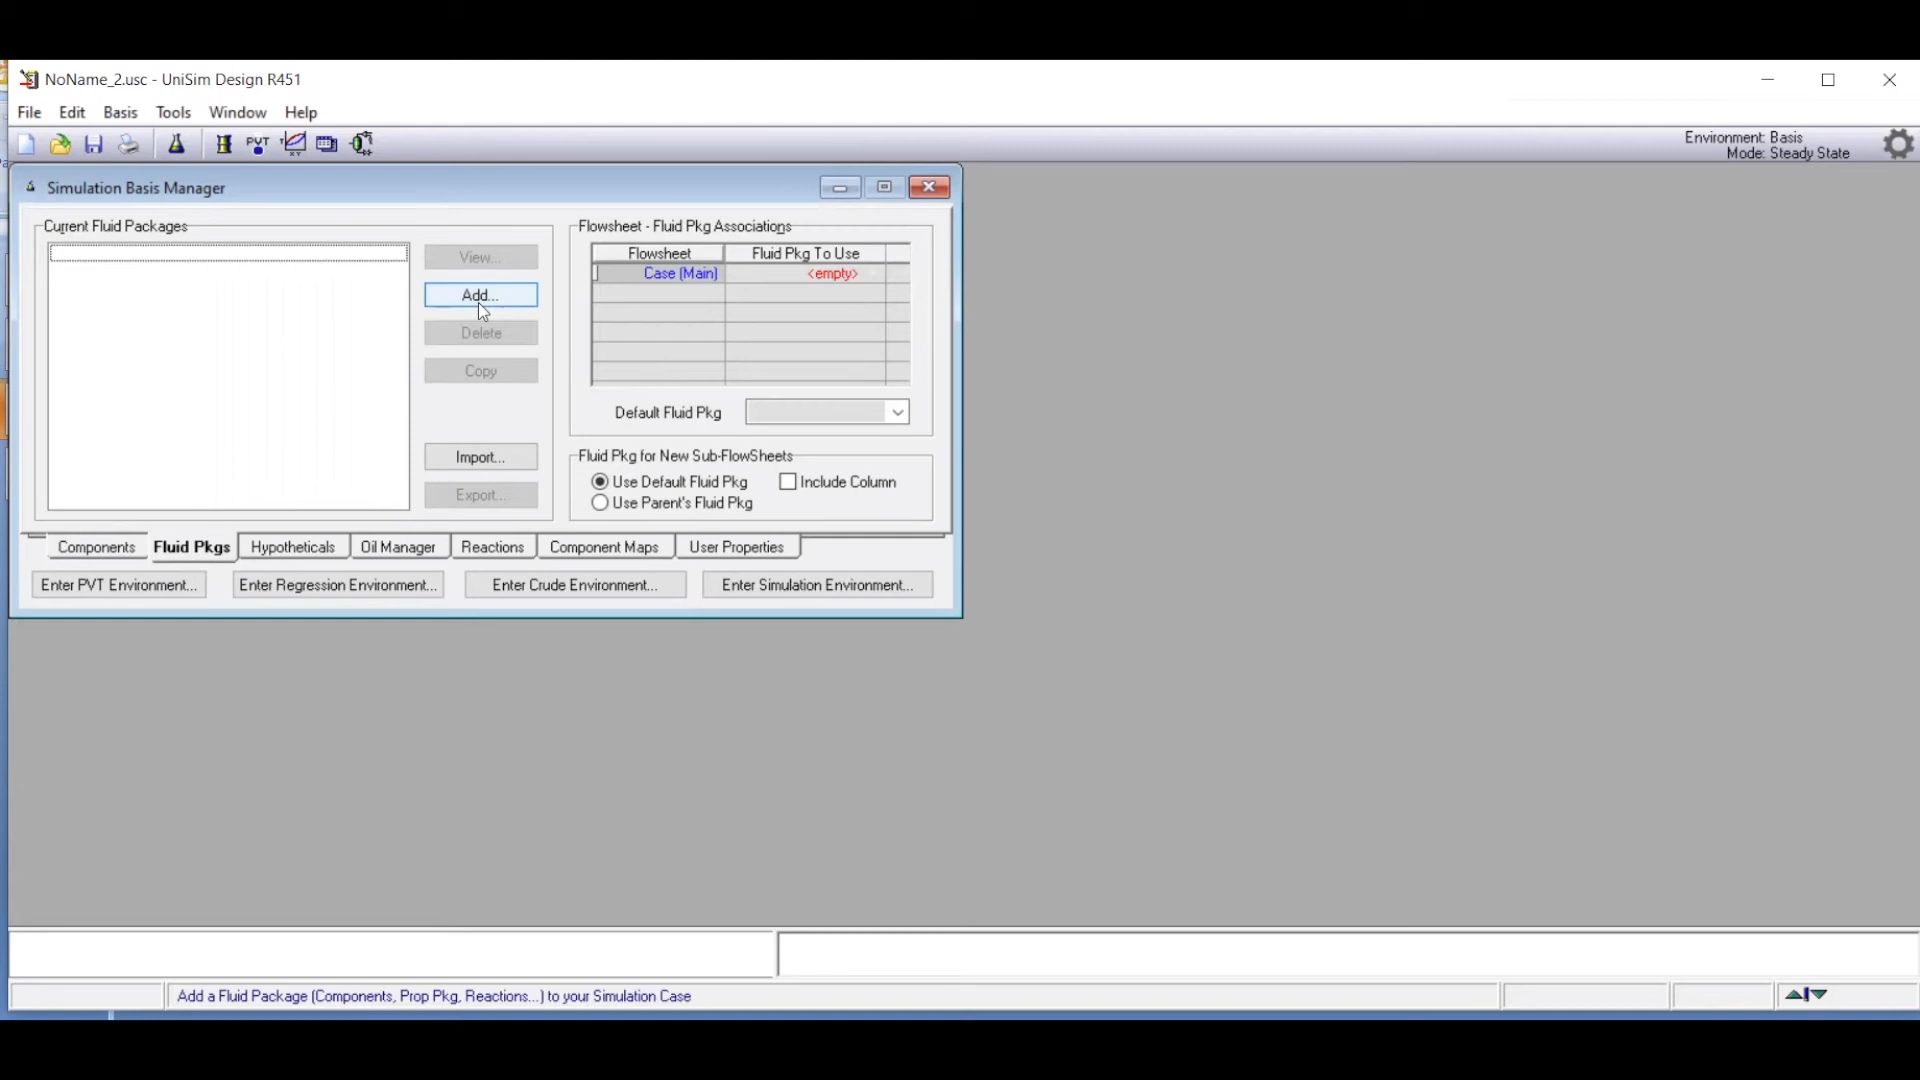 NoName_2.usc - UniSim Design R451
File Edit Basis Tools Window Help
PVT
Environment: Basis
Mode: Steady State
Simulation Basis Manager
Current Fluid Packages
View...
Add...
Delete
Copy
Import...
Export...
Flowsheet - Fluid Pkg Associations
Flowsheet Fluid Pkg To Use
Case (Main) <empty>
Default Fluid Pkg
Fluid Pkg for New Sub-FlowSheets
Use Default Fluid Pkg Include Column
Use Parent's Fluid Pkg
Components Fluid Pkgs Hypotheticals Oil Manager Reactions Component Maps User Properties
Enter PVT Environment... Enter Regression Environment... Enter Crude Environment... Enter Simulation Environment...
Add a Fluid Package (Components, Prop Pkg, Reactions...) to your Simulation Case